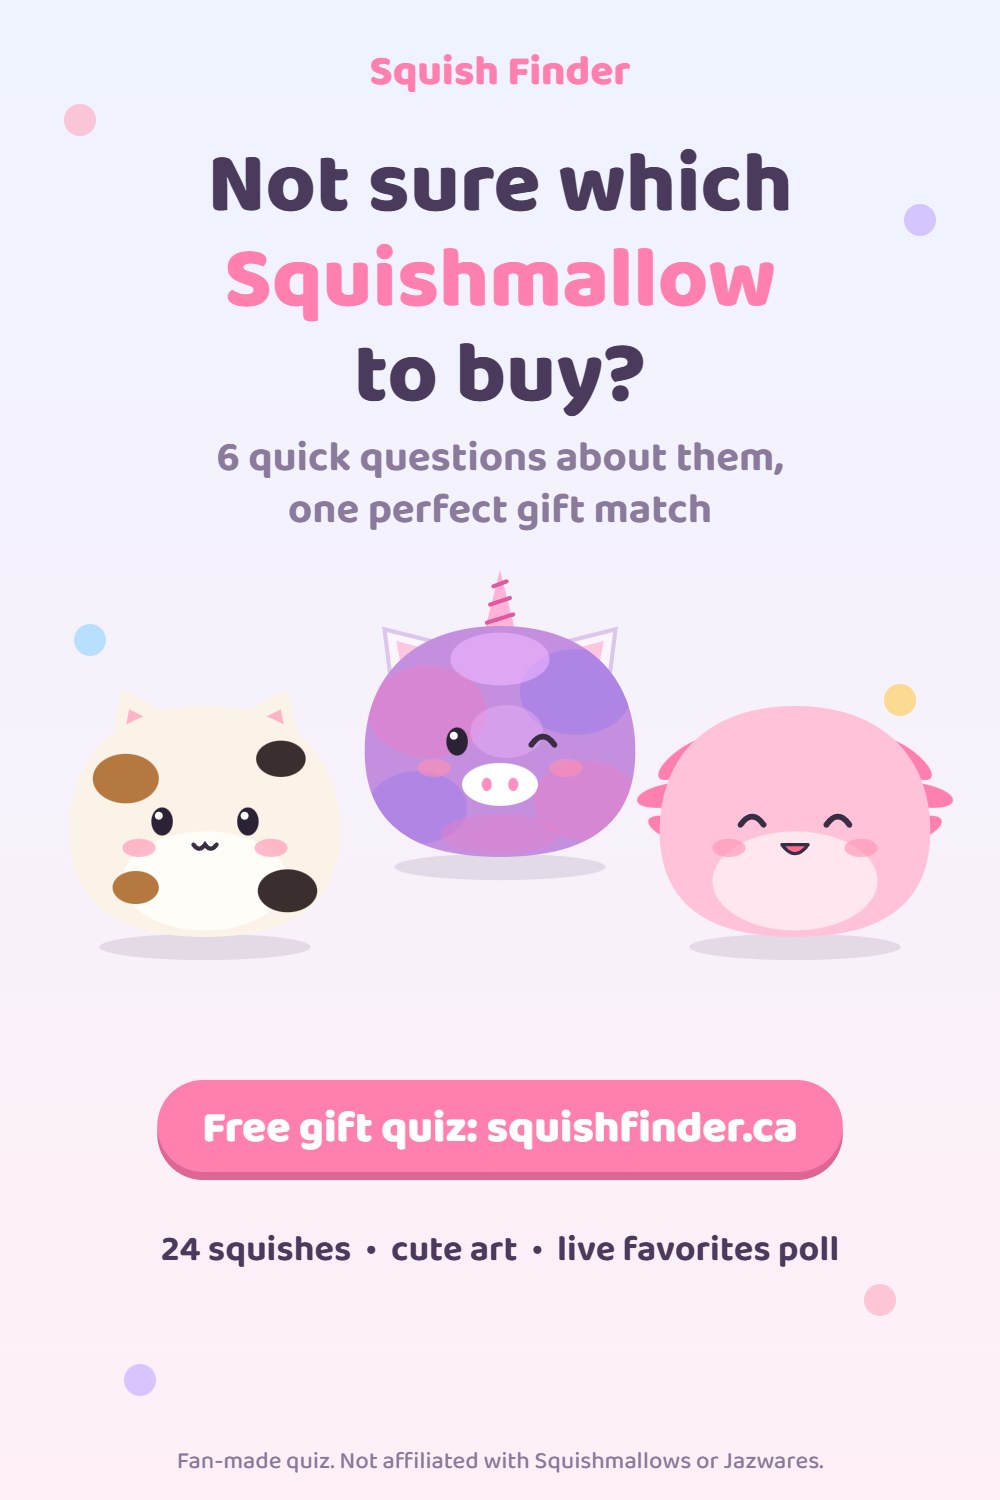 Squish Finder
Not sure which
Squishmallow
to buy?
6 quick questions about them,
one perfect gift match
Free gift quiz: squishfinder.ca
24 squishes • cute art • live favorites poll
Fan-made quiz. Not affiliated with Squishmallows or Jazwares.